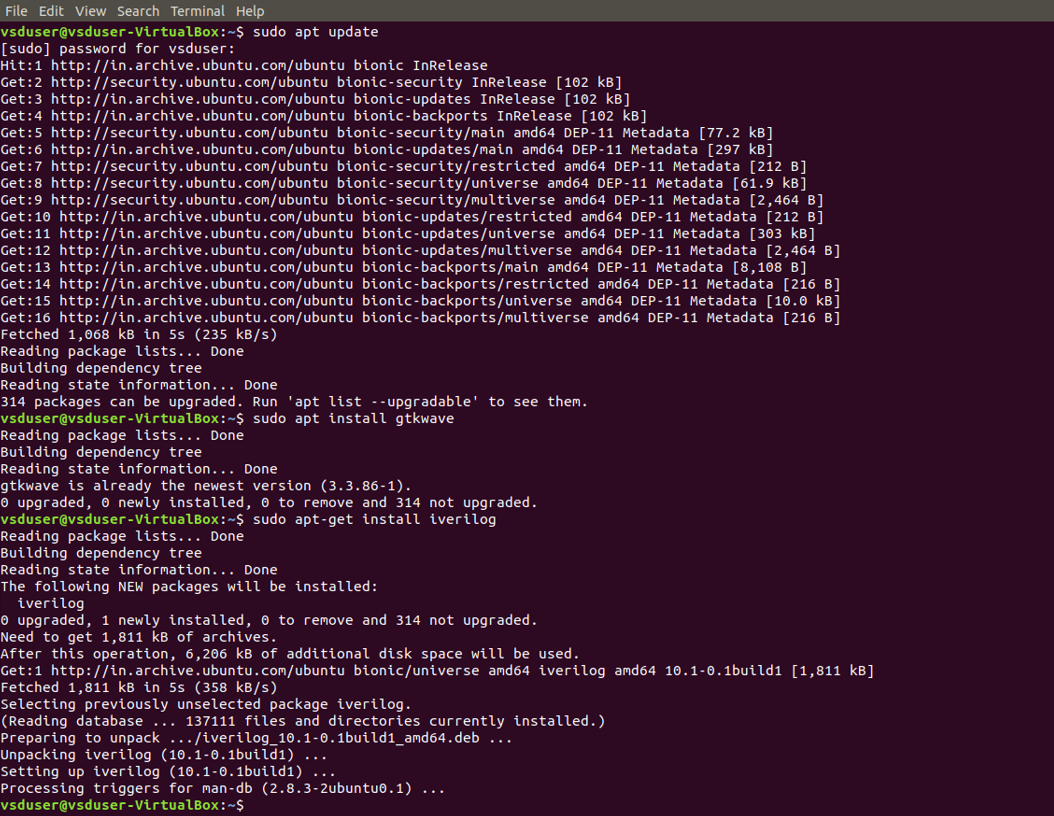 File Edit View Search Terminal Help
vsduser@vsduser-VirtualBox:~$ sudo apt update
[sudo] password for vsduser:
Hit:1 http://in.archive.ubuntu.com/ubuntu bionic InRelease
Get:2 http://security.ubuntu.com/ubuntu bionic-security InRelease [102 kB]
Get:3 http://in.archive.ubuntu.com/ubuntu bionic-updates InRelease [102 kB]
Get:4 http://in.archive.ubuntu.com/ubuntu bionic-backports InRelease [102 kB]
Get:5 http://security.ubuntu.com/ubuntu bionic-security/main amd64 DEP-11 Metadata [77.2 kB]
Get:6 http://in.archive.ubuntu.com/ubuntu bionic-updates/main amd64 DEP-11 Metadata [297 kB]
Get:7 http://security.ubuntu.com/ubuntu bionic-security/restricted amd64 DEP-11 Metadata [212 B]
Get:8 http://security.ubuntu.com/ubuntu bionic-security/universe amd64 DEP-11 Metadata [61.9 kB]
Get:9 http://security.ubuntu.com/ubuntu bionic-security/multiverse amd64 DEP-11 Metadata [2,464 B]
Get:10 http://in.archive.ubuntu.com/ubuntu bionic-updates/restricted amd64 DEP-11 Metadata [212 B]
Get:11 http://in.archive.ubuntu.com/ubuntu bionic-updates/universe amd64 DEP-11 Metadata [303 kB]
Get:12 http://in.archive.ubuntu.com/ubuntu bionic-updates/multiverse amd64 DEP-11 Metadata [2,464 B]
Get:13 http://in.archive.ubuntu.com/ubuntu bionic-backports/main amd64 DEP-11 Metadata [8,108 B]
Get:14 http://in.archive.ubuntu.com/ubuntu bionic-backports/restricted amd64 DEP-11 Metadata [216 B]
Get:15 http://in.archive.ubuntu.com/ubuntu bionic-backports/universe amd64 DEP-11 Metadata [10.0 kB]
Get:16 http://in.archive.ubuntu.com/ubuntu bionic-backports/multiverse amd64 DEP-11 Metadata [216 B]
Fetched 1,068 kB in 5s (235 kB/s)
Reading package lists... Done
Building dependency tree
Reading state information... Done
314 packages can be upgraded. Run 'apt list --upgradable' to see them.
vsduser@vsduser-VirtualBox:~$ sudo apt install gtkwave
Reading package lists... Done
Building dependency tree
Reading state information... Done
gtkwave is already the newest version (3.3.86-1).
0 upgraded, 0 newly installed, 0 to remove and 314 not upgraded.
vsduser@vsduser-VirtualBox:~$ sudo apt-get install iverilog
Reading package lists... Done
Building dependency tree
Reading state information... Done
The following NEW packages will be installed:
  iverilog
0 upgraded, 1 newly installed, 0 to remove and 314 not upgraded.
Need to get 1,811 kB of archives.
After this operation, 6,206 kB of additional disk space will be used.
Get:1 http://in.archive.ubuntu.com/ubuntu bionic/universe amd64 iverilog amd64 10.1-0.1build1 [1,811 kB]
Fetched 1,811 kB in 5s (358 kB/s)
Selecting previously unselected package iverilog.
(Reading database ... 137111 files and directories currently installed.)
Preparing to unpack .../iverilog_10.1-0.1build1_amd64.deb ...
Unpacking iverilog (10.1-0.1build1) ...
Setting up iverilog (10.1-0.1build1) ...
Processing triggers for man-db (2.8.3-2ubuntu0.1) ...
vsduser@vsduser-VirtualBox:~$